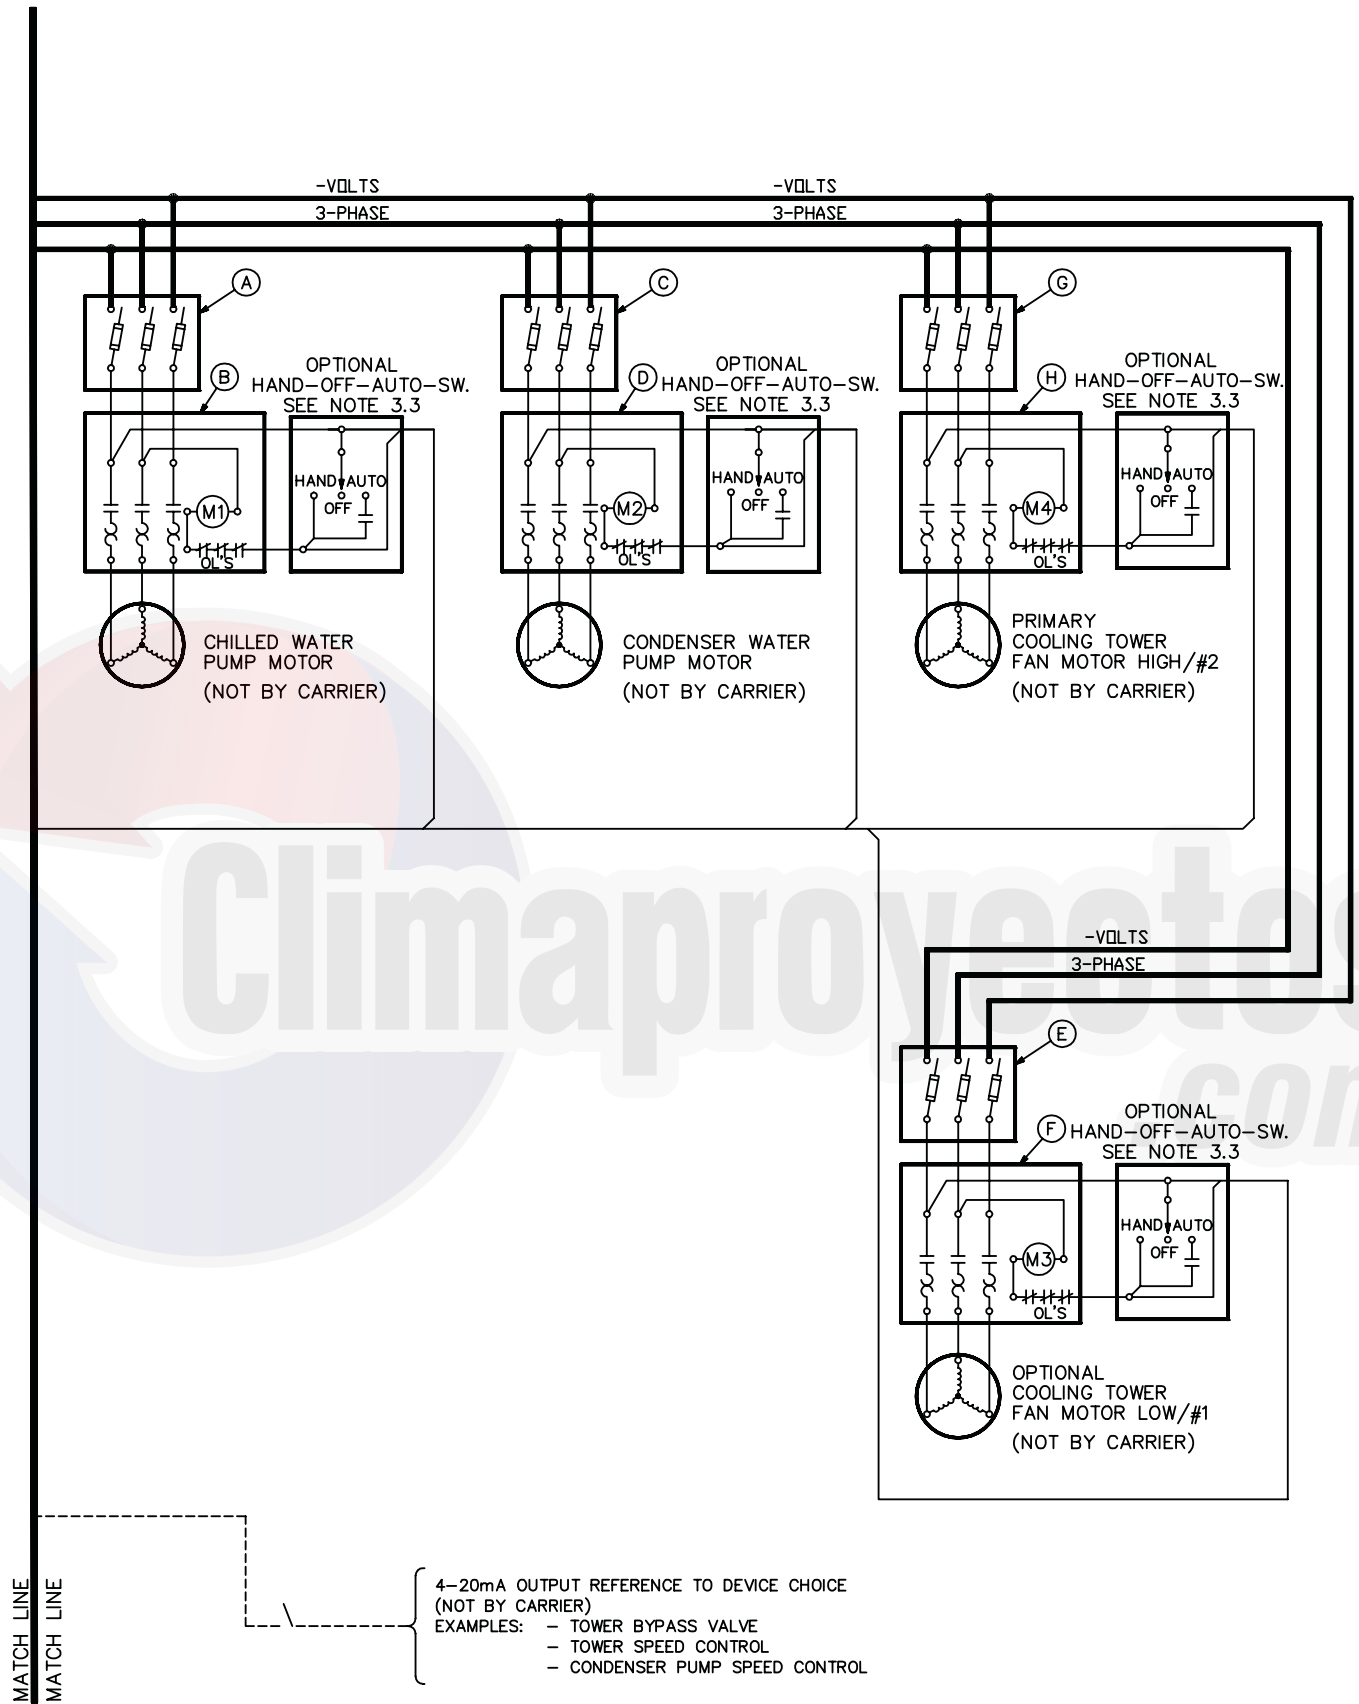 -VOLTS
3-PHASE
-VOLTS
3-PHASE
A
C
G
B
OPTIONAL
HAND-OFF-AUTO-SW.
SEE NOTE 3.3
D
OPTIONAL
HAND-OFF-AUTO-SW.
SEE NOTE 3.3
H
OPTIONAL
HAND-OFF-AUTO-SW.
SEE NOTE 3.3
HAND AUTO
OFF
M1
OL'S
HAND AUTO
OFF
M2
OL'S
HAND AUTO
OFF
M4
OL'S
CHILLED WATER
PUMP MOTOR
(NOT BY CARRIER)
CONDENSER WATER
PUMP MOTOR
(NOT BY CARRIER)
PRIMARY
COOLING TOWER
FAN MOTOR HIGH/#2
(NOT BY CARRIER)
Climaproyectos
.com
-VOLTS
3-PHASE
E
F
OPTIONAL
HAND-OFF-AUTO-SW.
SEE NOTE 3.3
HAND AUTO
OFF
M3
OL'S
OPTIONAL
COOLING TOWER
FAN MOTOR LOW/#1
(NOT BY CARRIER)
MATCH LINE
MATCH LINE
4-20mA OUTPUT REFERENCE TO DEVICE CHOICE
(NOT BY CARRIER)
EXAMPLES: - TOWER BYPASS VALVE
- TOWER SPEED CONTROL
- CONDENSER PUMP SPEED CONTROL